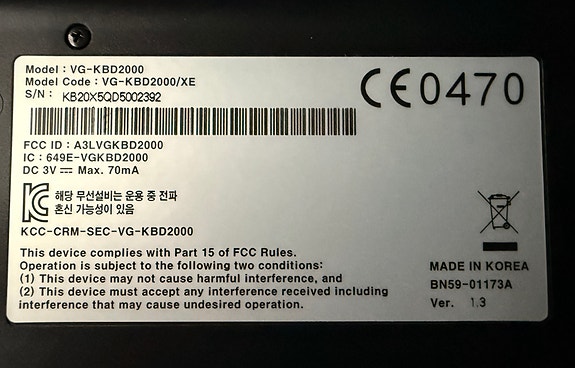 Model : VG-KBD2000
Model Code : VG-KBD2000/XE
S/N : KB20X5QD5002392
CE0470
FCC ID : A3LVGKBD2000
IC : 649E-VGKBD2000
DC 3V ⎓ Max. 70mA
해당 무선설비는 운용 중 전파
혼신 가능성이 있음
KCC-CRM-SEC-VG-KBD2000
This device complies with Part 15 of FCC Rules.
Operation is subject to the following two conditions:
(1) This device may not cause harmful interference, and
(2) This device must accept any interference received including
interference that may cause undesired operation.
MADE IN KOREA
BN59-01173A
Ver. 1.3